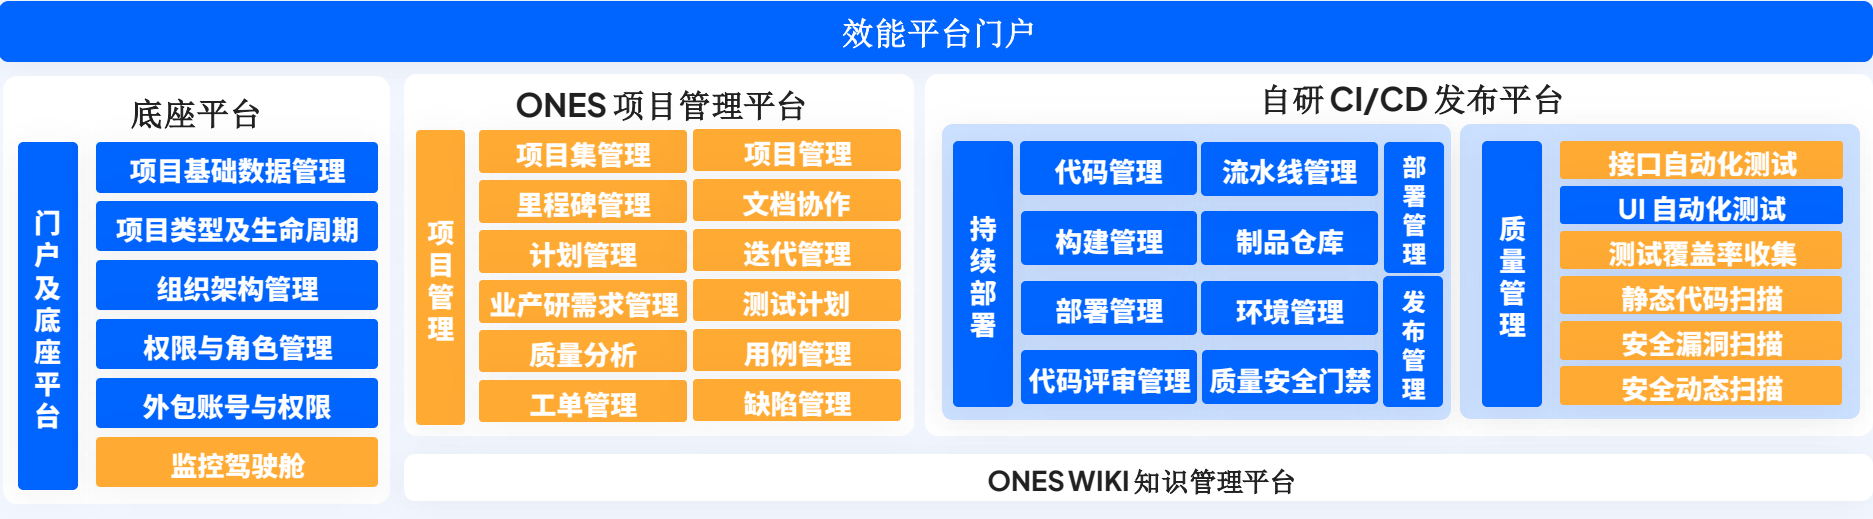 效能平台门户
底座平台
门户及底座平台
项目基础数据管理
项目类型及生命周期
组织架构管理
权限与角色管理
外包账号与权限
监控驾驶舱
ONES 项目管理平台
项目管理
项目集管理
项目管理
里程碑管理
文档协作
计划管理
迭代管理
业产研需求管理
测试计划
质量分析
用例管理
工单管理
缺陷管理
自研 CI/CD 发布平台
持续部署
代码管理
流水线管理
构建管理
制品仓库
部署管理
环境管理
代码评审管理
质量安全门禁
部署管理
发布管理
质量管理
接口自动化测试
UI 自动化测试
测试覆盖率收集
静态代码扫描
安全漏洞扫描
安全动态扫描
ONES WIKI 知识管理平台